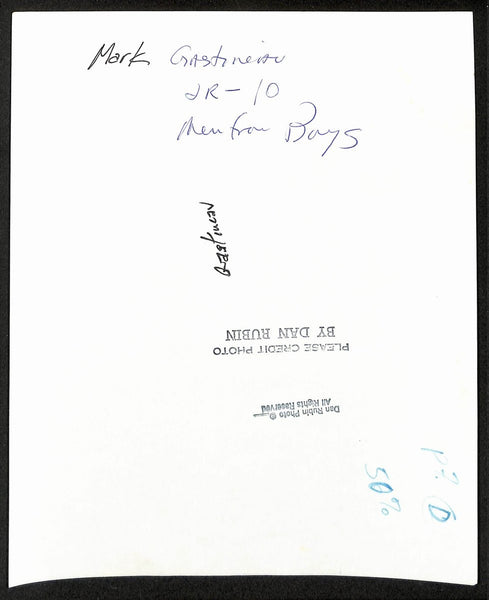 Mark Gastineau
JR-10
Men from Boys
Gastineau
PLEASE CREDIT PHOTO
BY DAN RUBIN
Dan Rubin Photo ©
All Rights Reserved
50%